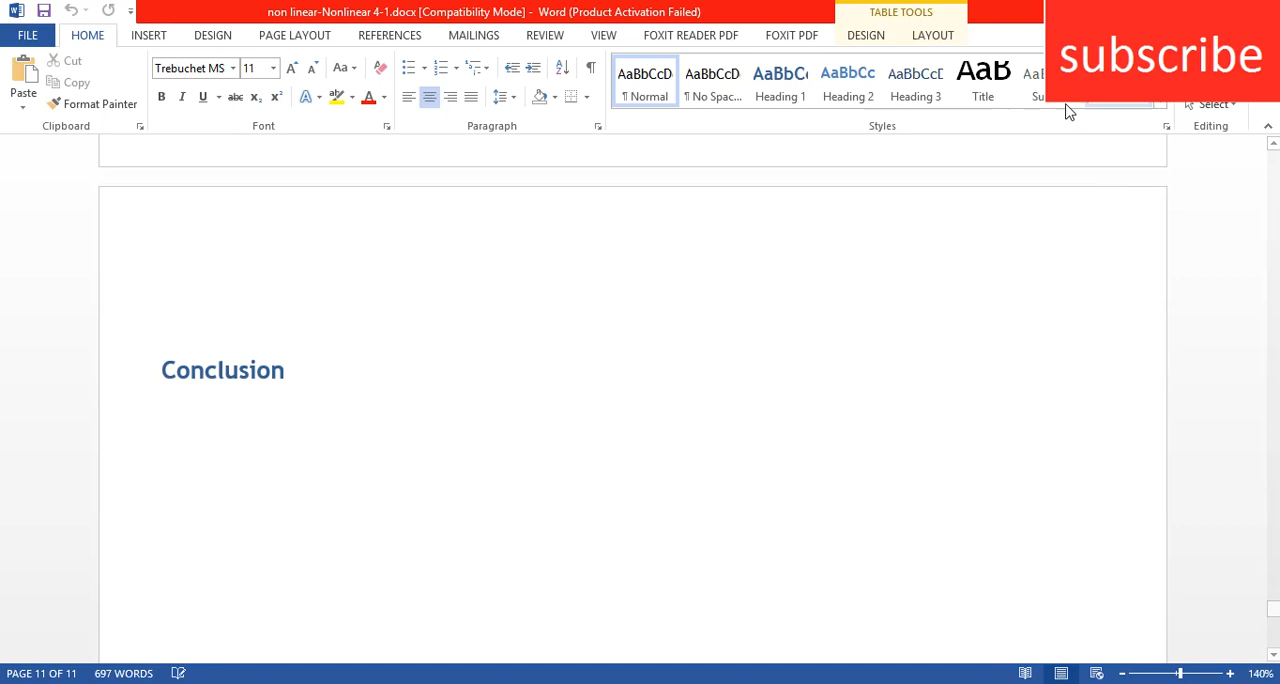 non linear-Nonlinear 4-1.docx [Compatibility Mode] - Word (Product Activation Failed)
TABLE TOOLS
subscribe
FILE HOME INSERT DESIGN PAGE LAYOUT REFERENCES MAILINGS REVIEW VIEW FOXIT READER PDF FOXIT PDF DESIGN LAYOUT
Paste
Cut
Copy
Format Painter
Clipboard
Trebuchet MS 11
Font
Paragraph
AaBbCcD AaBbCcD AaBbC AaBbCc AaBbCcD AaB Aa
¶ Normal ¶ No Spac... Heading 1 Heading 2 Heading 3 Title Su
Styles
Select
Editing
Conclusion
PAGE 11 OF 11 697 WORDS 140%